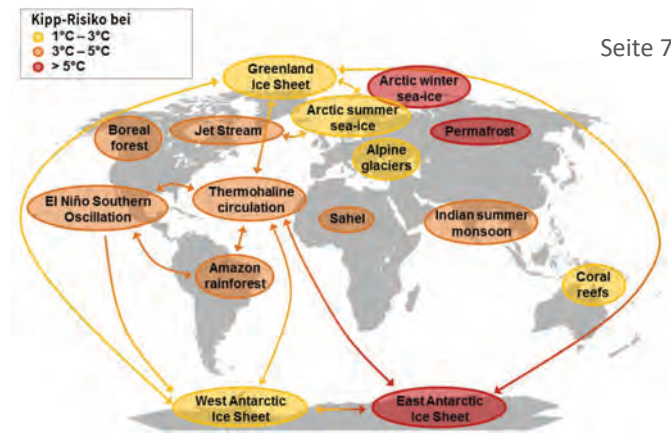 Kipp-Risiko bei
1°C – 3°C
3°C – 5°C
> 5°C
Seite 7
Greenland
Ice Sheet
Arctic winter
sea-ice
Arctic summer
sea-ice
Boreal
forest
Jet Stream
Permafrost
Alpine
glaciers
El Niño Southern
Oscillation
Thermohaline
circulation
Sahel
Indian summer
monsoon
Amazon
rainforest
Coral
reefs
West Antarctic
Ice Sheet
East Antarctic
Ice Sheet